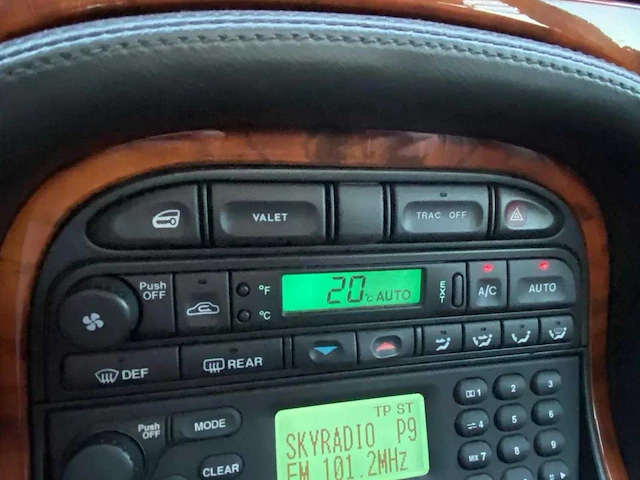 VALET TRAC OFF
Push OFF °F °C 20°C AUTO EXT A/C AUTO
DEF REAR
Push OFF MODE TP ST
SKYRADIO P9
FM 101.2MHz
CLEAR
1 2 3
4 5 6
MIX 7 8 9